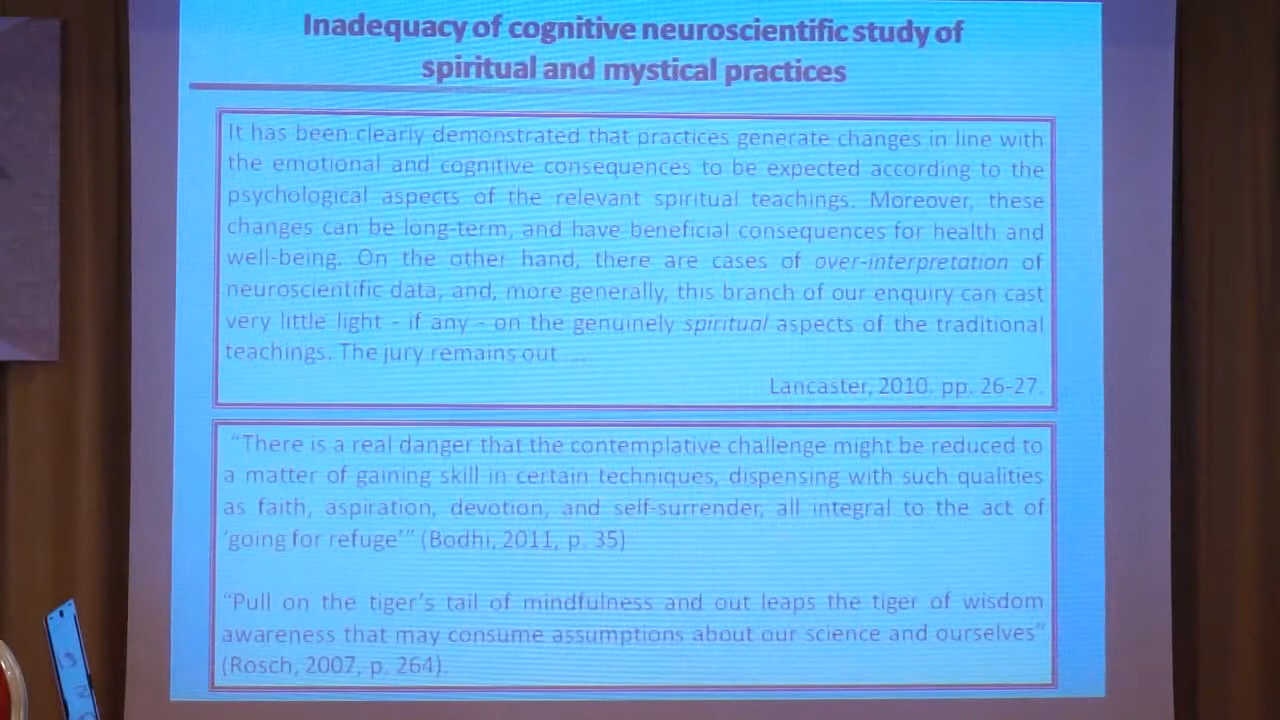 Inadequacy of cognitive neuroscientific study of
spiritual and mystical practices
It has been clearly demonstrated that practices generate changes in line with
the emotional and cognitive consequences to be expected according to the
psychological aspects of the relevant spiritual teachings. Moreover, these
changes can be long-term, and have beneficial consequences for health and
well-being. On the other hand, there are cases of over-interpretation of
neuroscientific data, and, more generally, this branch of our enquiry can cast
very little light - if any - on the genuinely spiritual aspects of the traditional
teachings. The jury remains out ....
Lancaster, 2010. pp. 26-27.
“There is a real danger that the contemplative challenge might be reduced to
a matter of gaining skill in certain techniques, dispensing with such qualities
as faith, aspiration, devotion, and self-surrender, all integral to the act of
‘going for refuge’” (Bodhi, 2011, p. 35)
“Pull on the tiger’s tail of mindfulness and out leaps the tiger of wisdom
awareness that may consume assumptions about our science and ourselves”
(Rosch, 2007, p. 264).